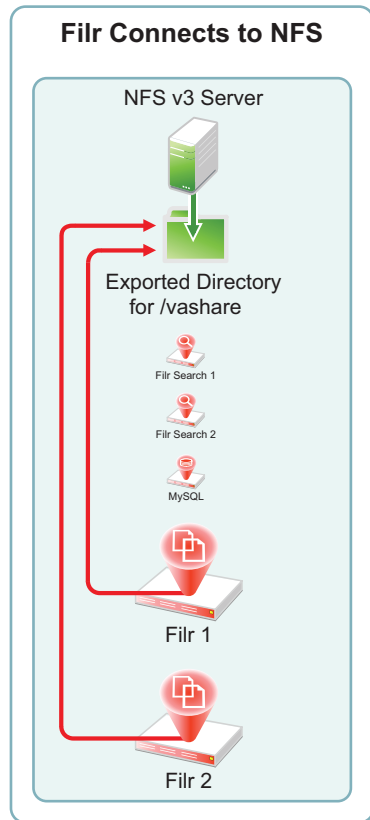 Filr Connects to NFS
NFS v3 Server
Exported Directory
for /vashare
Filr Search 1
Filr Search 2
MySQL
Filr 1
Filr 2